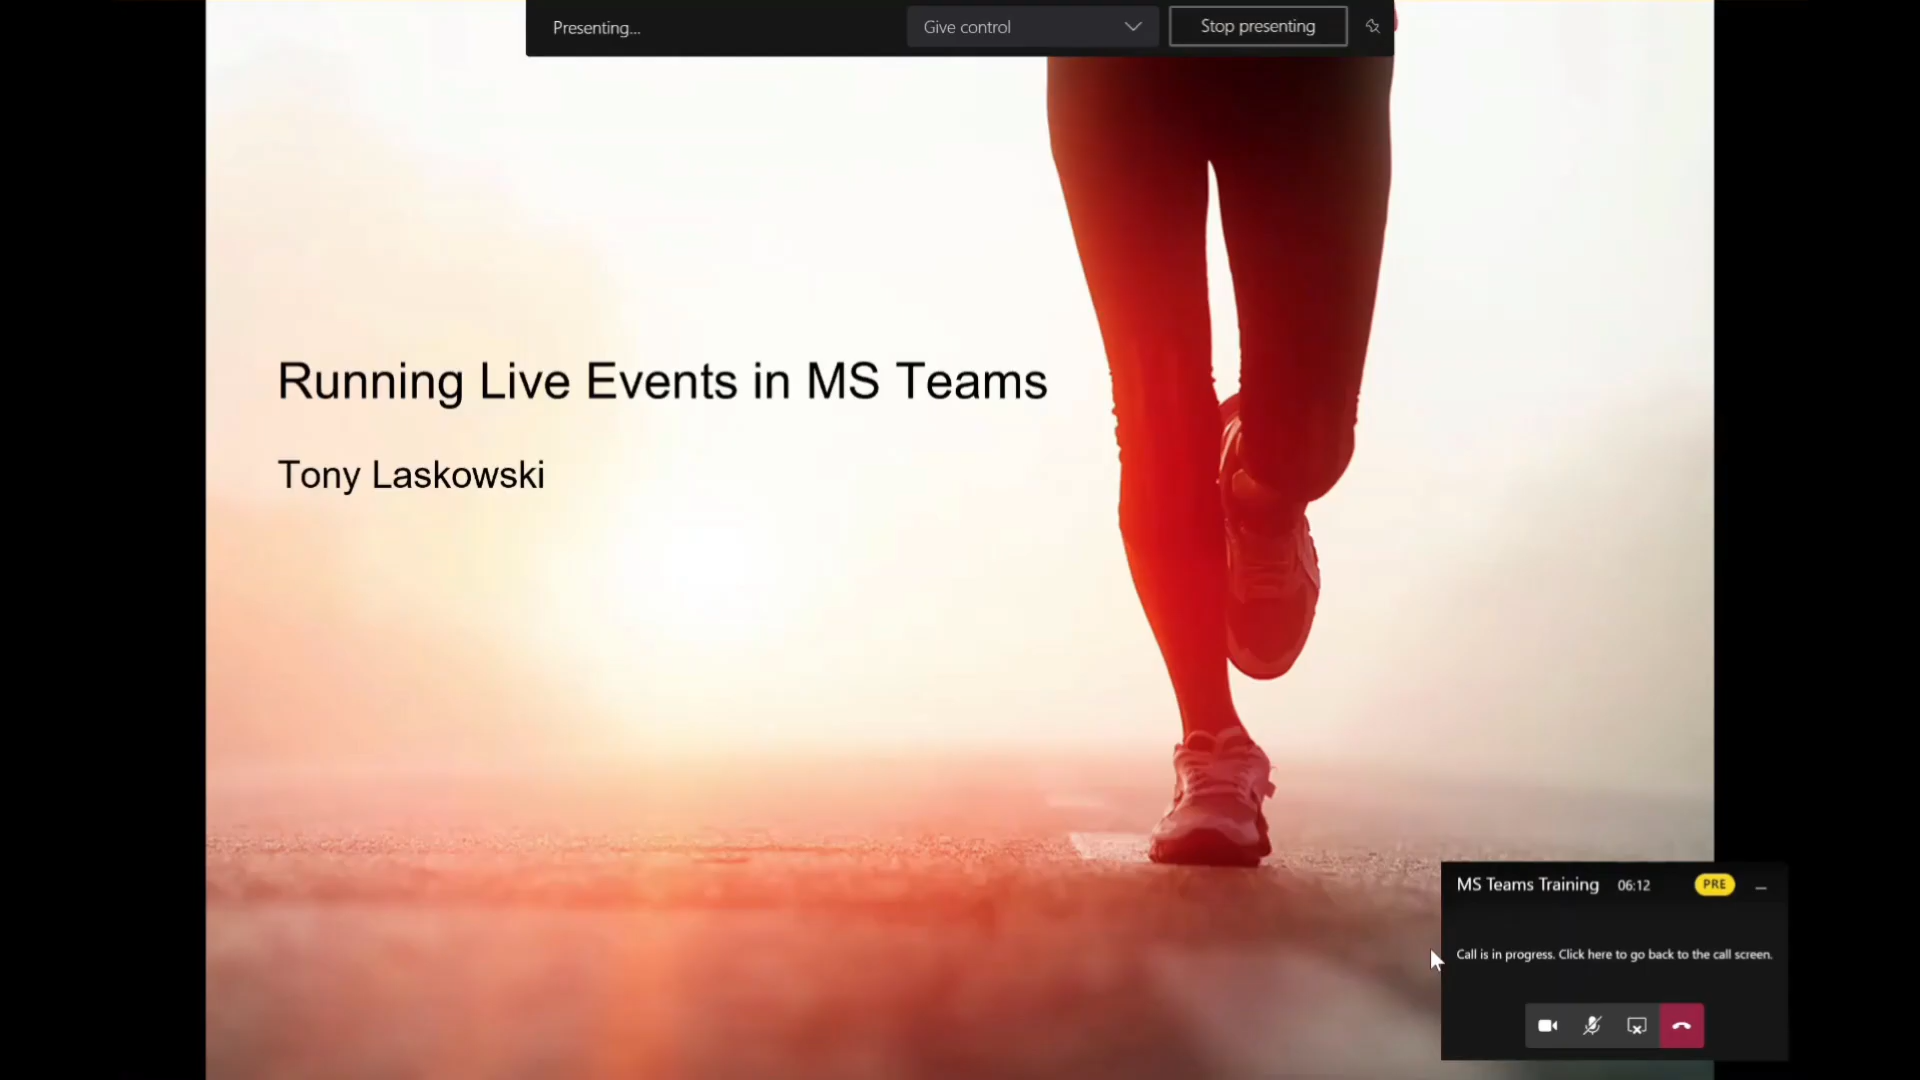 Presenting...
Give control
Stop presenting
Running Live Events in MS Teams
Tony Laskowski
MS Teams Training 06:12 PRE
Call is in progress. Click here to go back to the call screen.